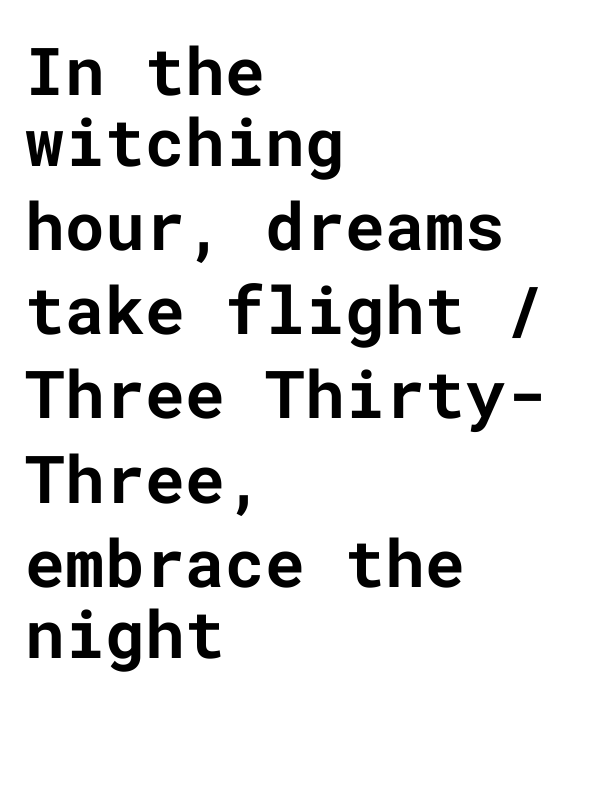 In the
witching
hour, dreams
take flight /
Three Thirty-
Three,
embrace the
night